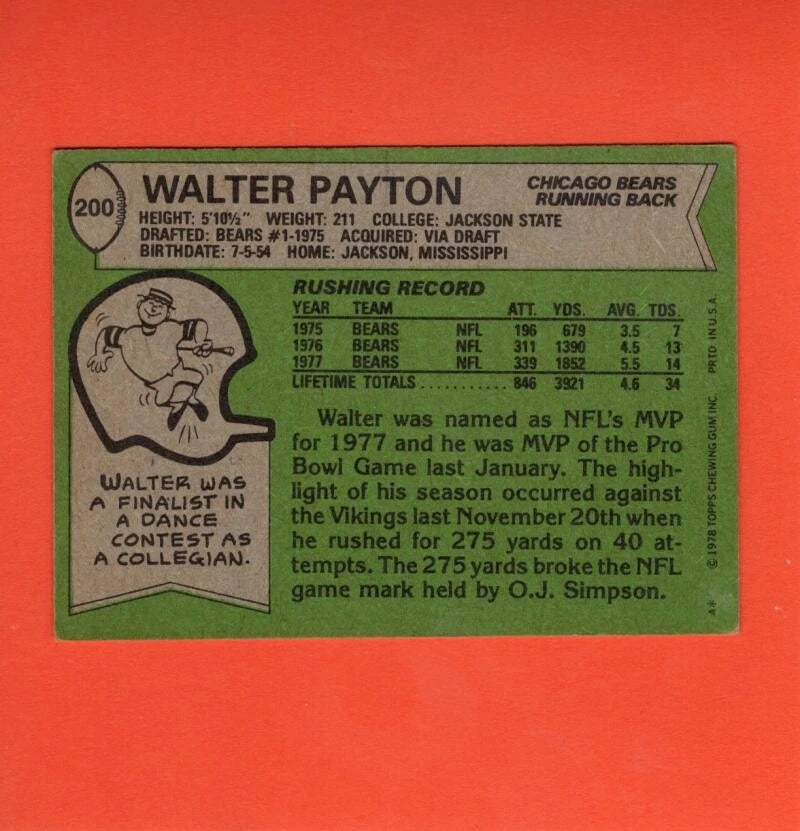 200
WALTER PAYTON
CHICAGO BEARS
RUNNING BACK
HEIGHT: 5'10½" WEIGHT: 211 COLLEGE: JACKSON STATE
DRAFTED: BEARS #1-1975 ACQUIRED: VIA DRAFT
BIRTHDATE: 7-5-54 HOME: JACKSON, MISSISSIPPI
RUSHING RECORD
YEAR TEAM ATT. YDS. AVG. TDS.
1975 BEARS NFL 196 679 3.5 7
1976 BEARS NFL 311 1390 4.5 13
1977 BEARS NFL 339 1852 5.5 14
LIFETIME TOTALS........... 846 3921 4.6 34
Walter was named as NFL's MVP
for 1977 and he was MVP of the Pro
Bowl Game last January. The high-
light of his season occurred against
the Vikings last November 20th when
he rushed for 275 yards on 40 at-
tempts. The 275 yards broke the NFL
game mark held by O.J. Simpson.
WALTER WAS
A FINALIST IN
A DANCE
CONTEST AS
A COLLEGIAN.
A* © 1978 TOPPS CHEWING GUM INC. PRTD. IN U.S.A.